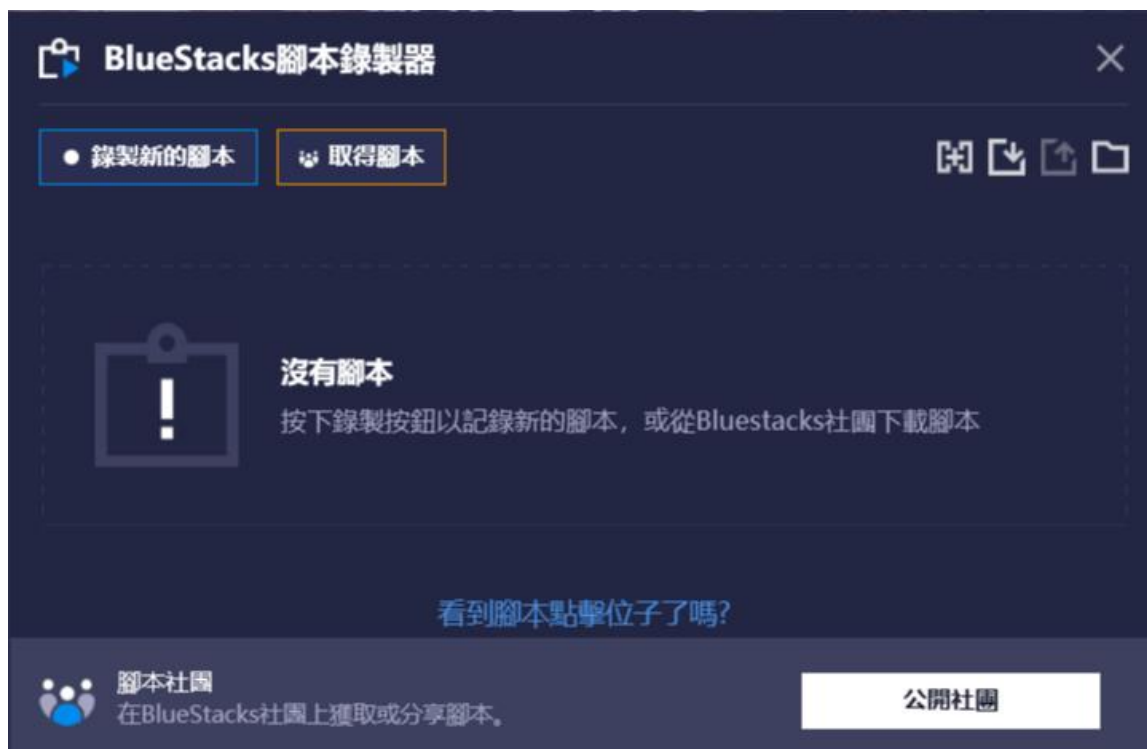 BlueStacks腳本錄製器
錄製新的腳本
取得腳本
沒有腳本
按下錄製按鈕以記錄新的腳本，或從Bluestacks社團下載腳本
看到腳本點擊位子了嗎?
腳本社團
在BlueStacks社團上獲取或分享腳本。
公開社團